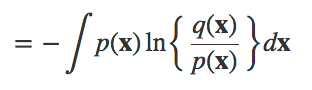 = − ∫ p(x) ln { q(x) / p(x) } dx